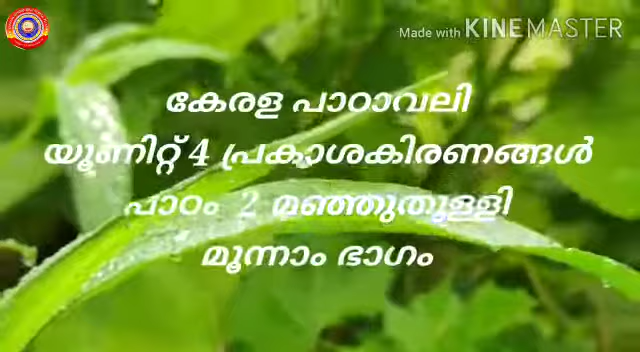 Made with KINEMASTER
കേരള പാഠാവലി
യൂണിറ്റ് 4 പ്രകാശകിരണങ്ങൾ
പാഠം 2 മഞ്ഞുതുള്ളി
മൂന്നാം ഭാഗം